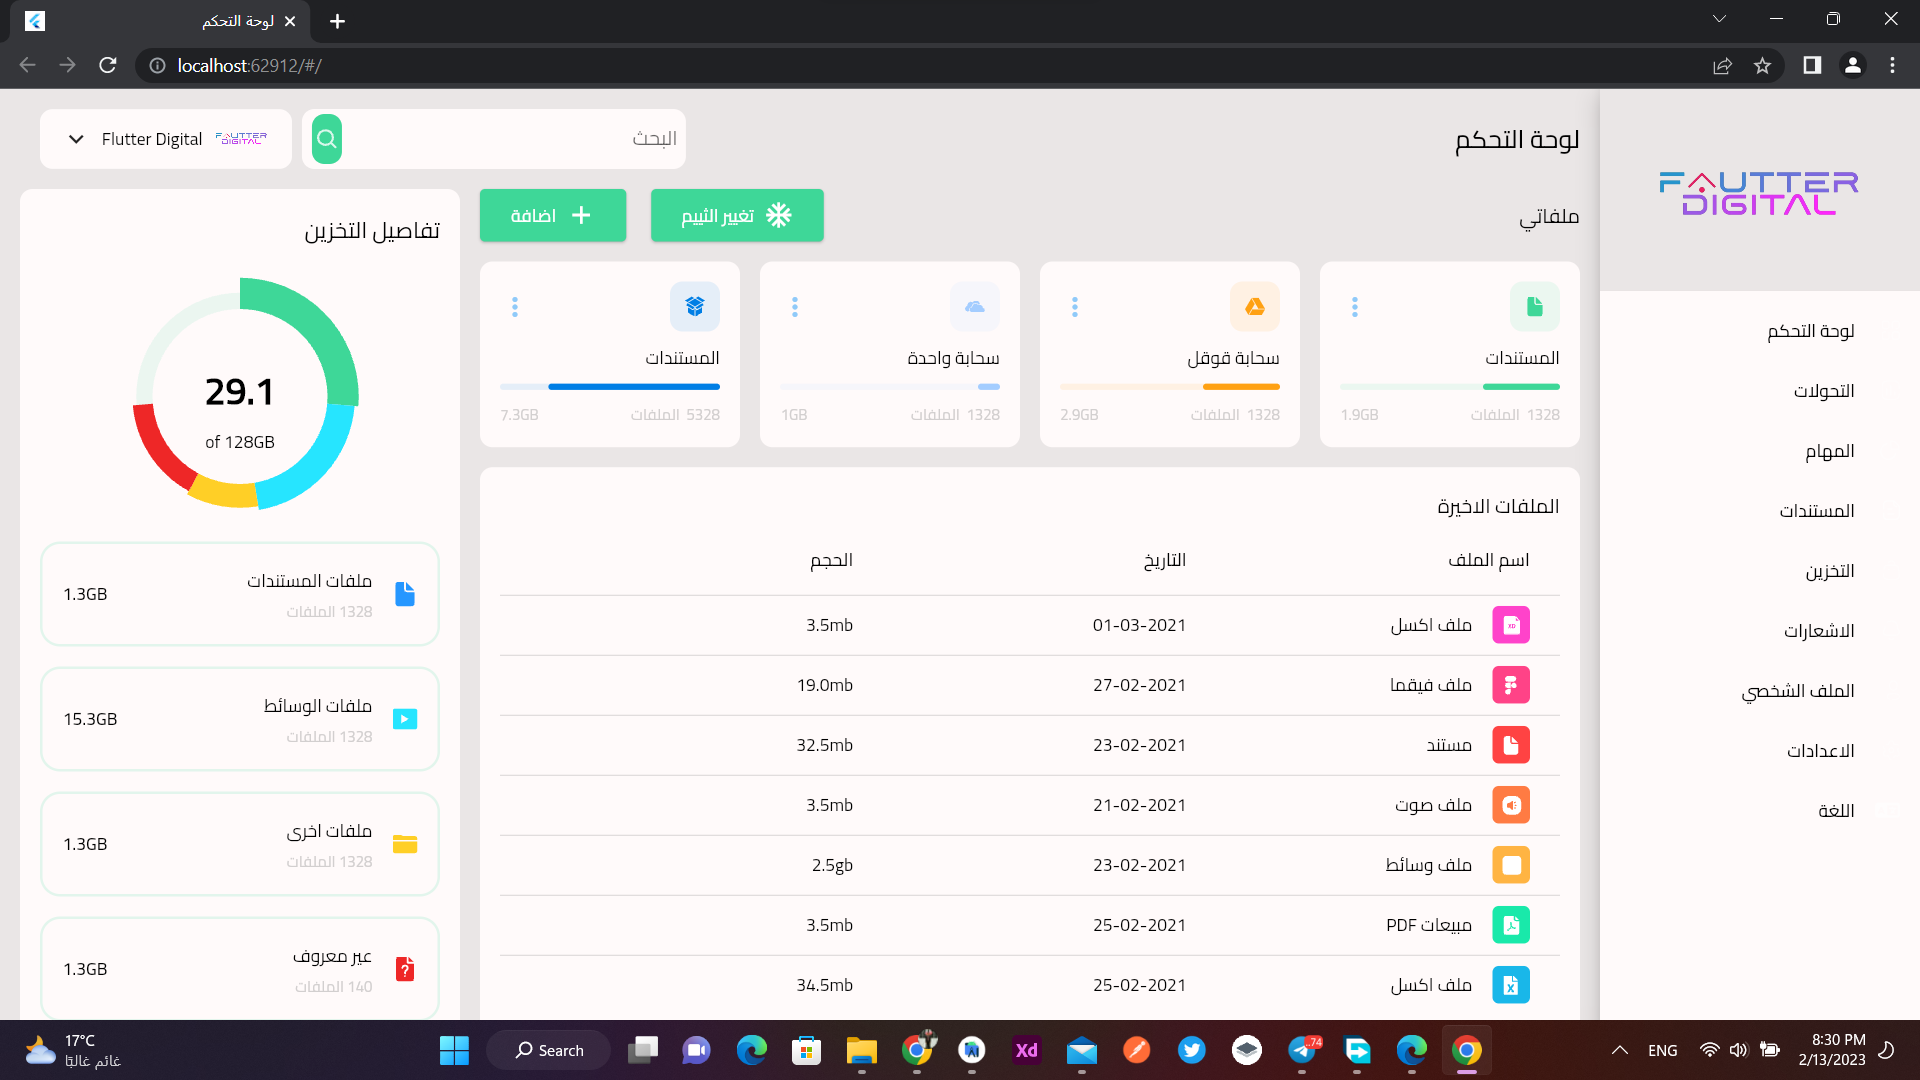 لوحة التحكم
localhost:62912/#/
لوحة التحكم
البحث
Flutter Digital
FLUTTER DIGITAL
FLUTTER
DIGITAL
ملفاتي
تغيير الثييم
اضافة
المستندات
1328 الملفات
1.9GB
سحابة قوقل
1328 الملفات
2.9GB
سحابة واحدة
1328 الملفات
1GB
المستندات
5328 الملفات
7.3GB
الملفات الاخيرة
اسم الملف التاريخ الحجم
ملف اكسل 01-03-2021 3.5mb
ملف فيقما 27-02-2021 19.0mb
مستند 23-02-2021 32.5mb
ملف صوت 21-02-2021 3.5mb
ملف وسائط 23-02-2021 2.5gb
مبيعات PDF 25-02-2021 3.5mb
ملف اكسل 25-02-2021 34.5mb
تفاصيل التخزين
29.1
of 128GB
ملفات المستندات
1328 الملفات
1.3GB
ملفات الوسائط
1328 الملفات
15.3GB
ملفات اخرى
1328 الملفات
1.3GB
عير معروف
140 الملفات
1.3GB
لوحة التحكم
التحولات
المهام
المستندات
التخزين
الاشعارات
الملف الشخصي
الاعدادات
اللغة
17°C
غائم غالبًا
Search
Xd
..74
ENG
8:30 PM
2/13/2023